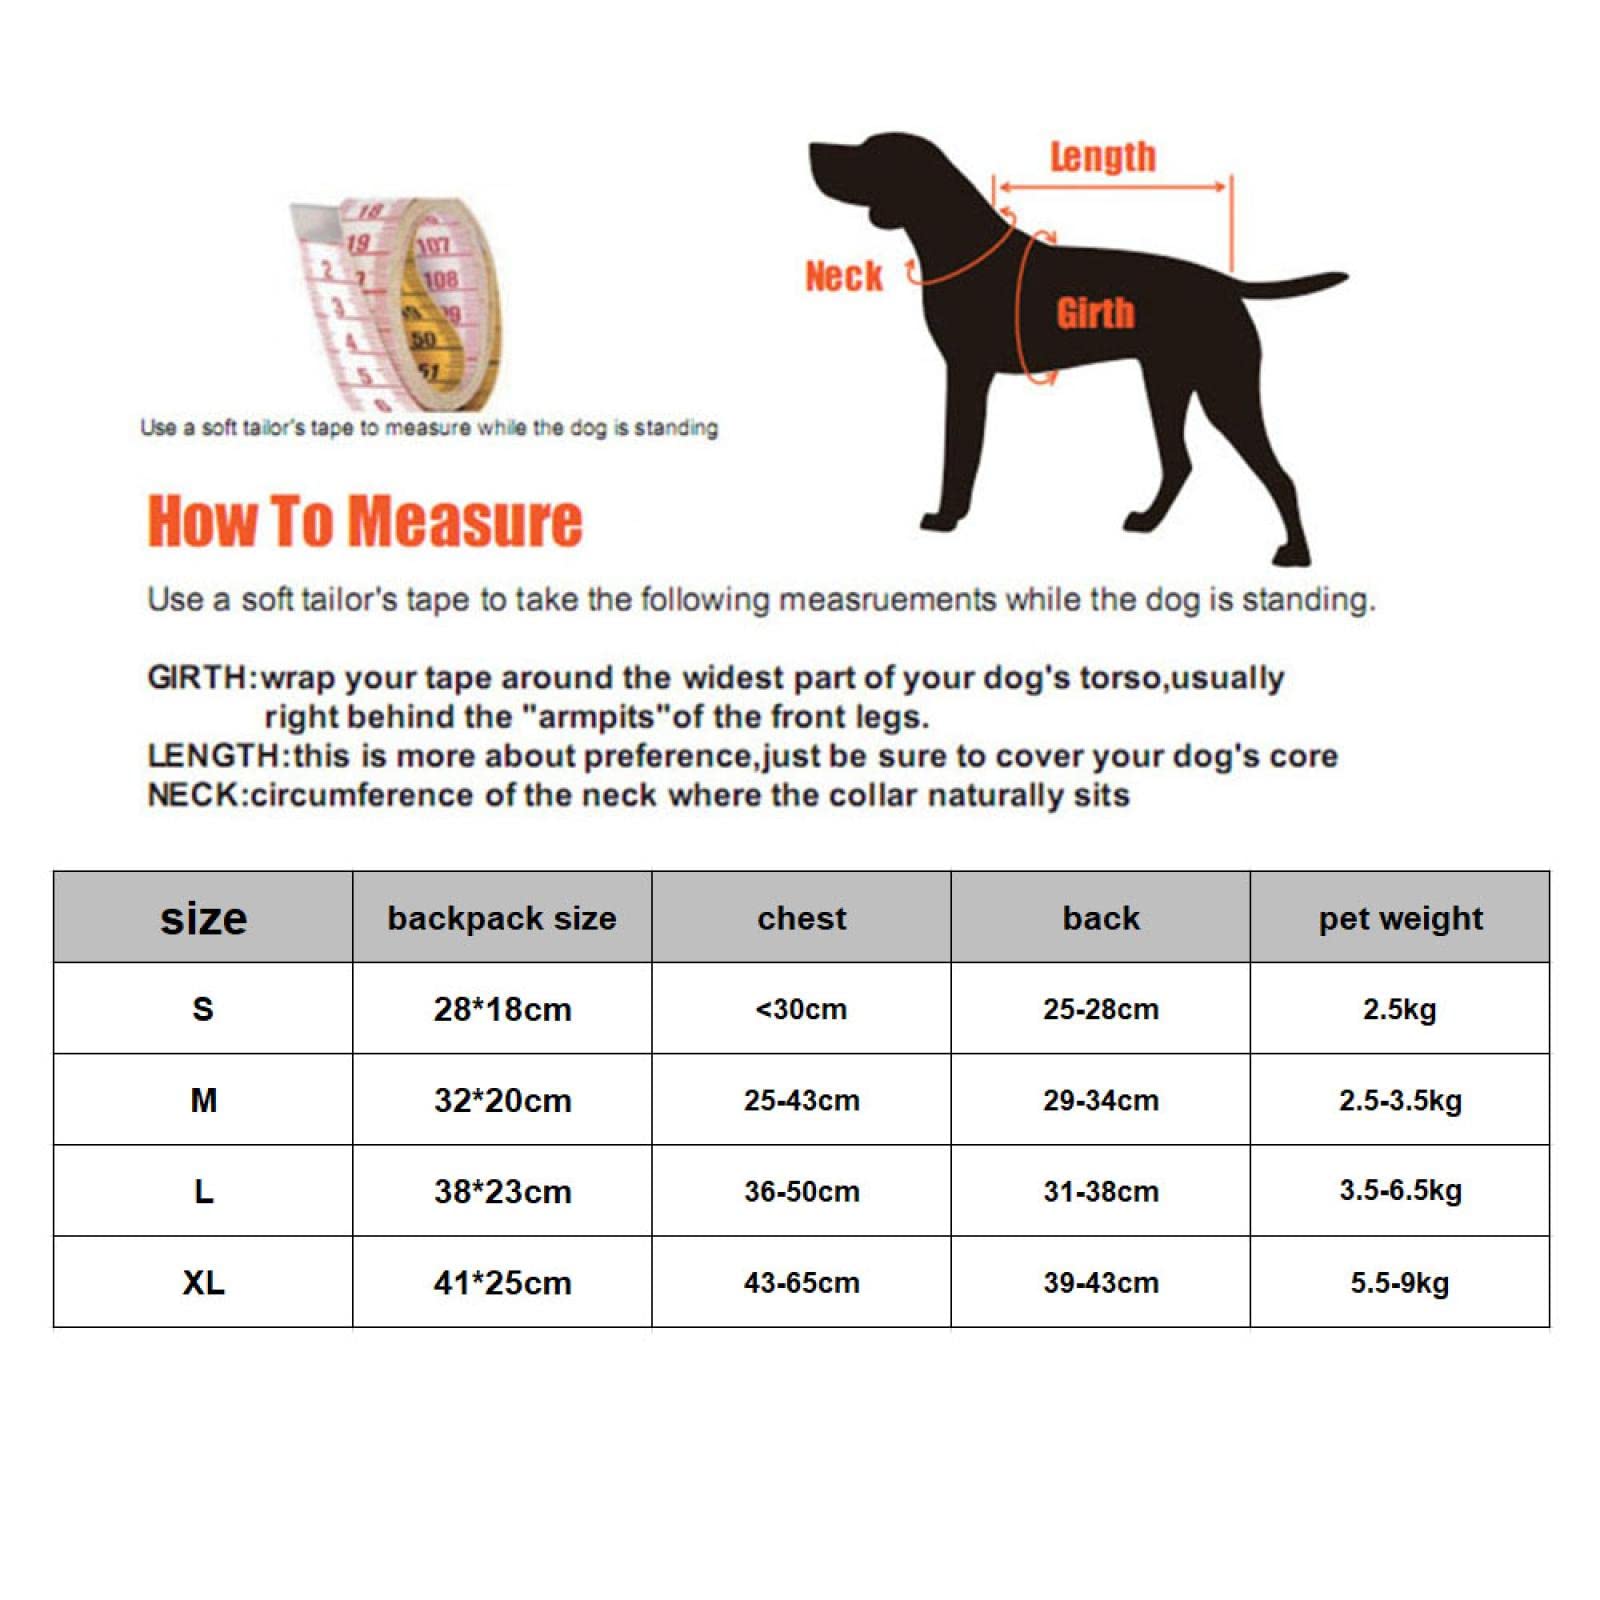 Length
Neck
Girth
18
19
107
2
108
3
4
50
5
51
6
Use a soft tailor's tape to measure while the dog is standing
How To Measure
Use a soft tailor's tape to take the following measruements while the dog is standing.
GIRTH:wrap your tape around the widest part of your dog's torso,usually
right behind the "armpits"of the front legs.
LENGTH:this is more about preference,just be sure to cover your dog's core
NECK:circumference of the neck where the collar naturally sits
size backpack size chest back pet weight
S 28*18cm <30cm 25-28cm 2.5kg
M 32*20cm 25-43cm 29-34cm 2.5-3.5kg
L 38*23cm 36-50cm 31-38cm 3.5-6.5kg
XL 41*25cm 43-65cm 39-43cm 5.5-9kg